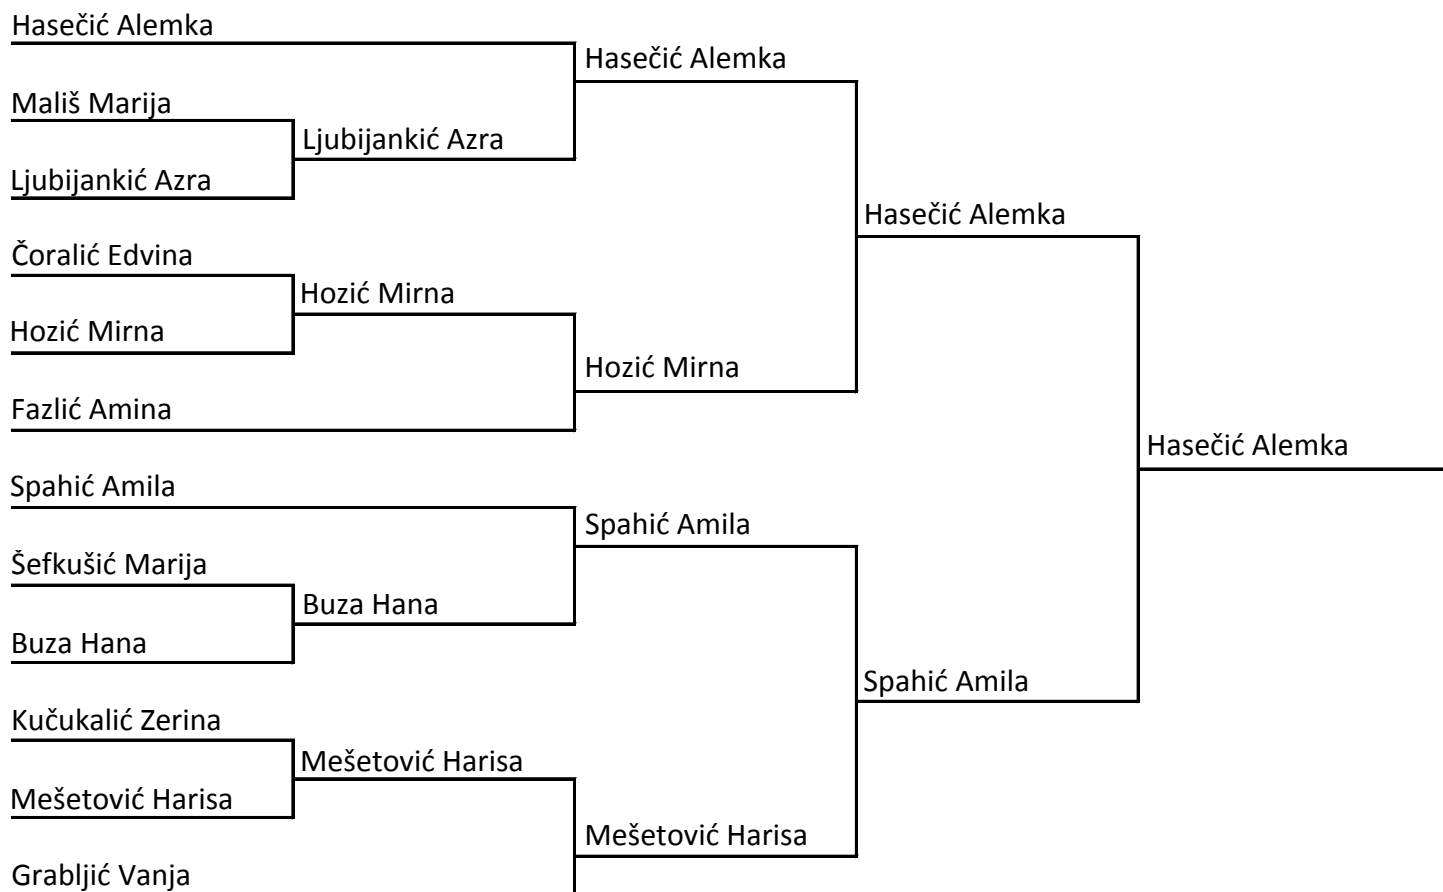 Hasečić Alemka
Hasečić Alemka
Mališ Marija
Ljubijankić Azra
Ljubijankić Azra
Hasečić Alemka
Čoralić Edvina
Hozić Mirna
Hozić Mirna
Hozić Mirna
Fazlić Amina
Hasečić Alemka
Spahić Amila
Spahić Amila
Šefkušić Marija
Buza Hana
Buza Hana
Spahić Amila
Kučukalić Zerina
Mešetović Harisa
Mešetović Harisa
Mešetović Harisa
Grabljić Vanja